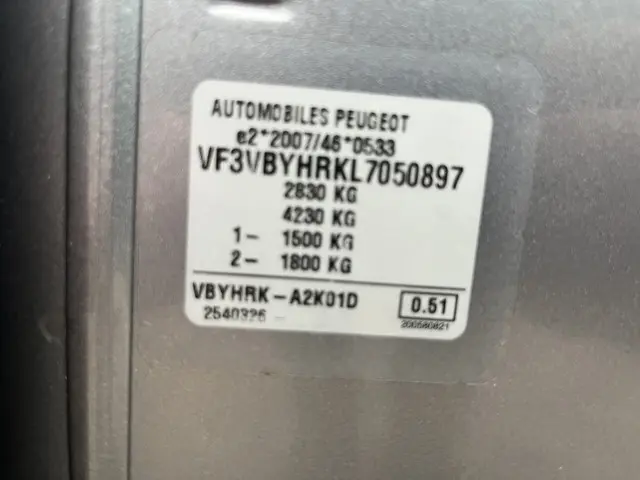 AUTOMOBILES PEUGEOT
e2*2007/46*0533
VF3VBYHRKL7050897
2830 KG
4230 KG
1- 1500 KG
2- 1800 KG
VBYHRK-A2K01D 0.51
2540326 -